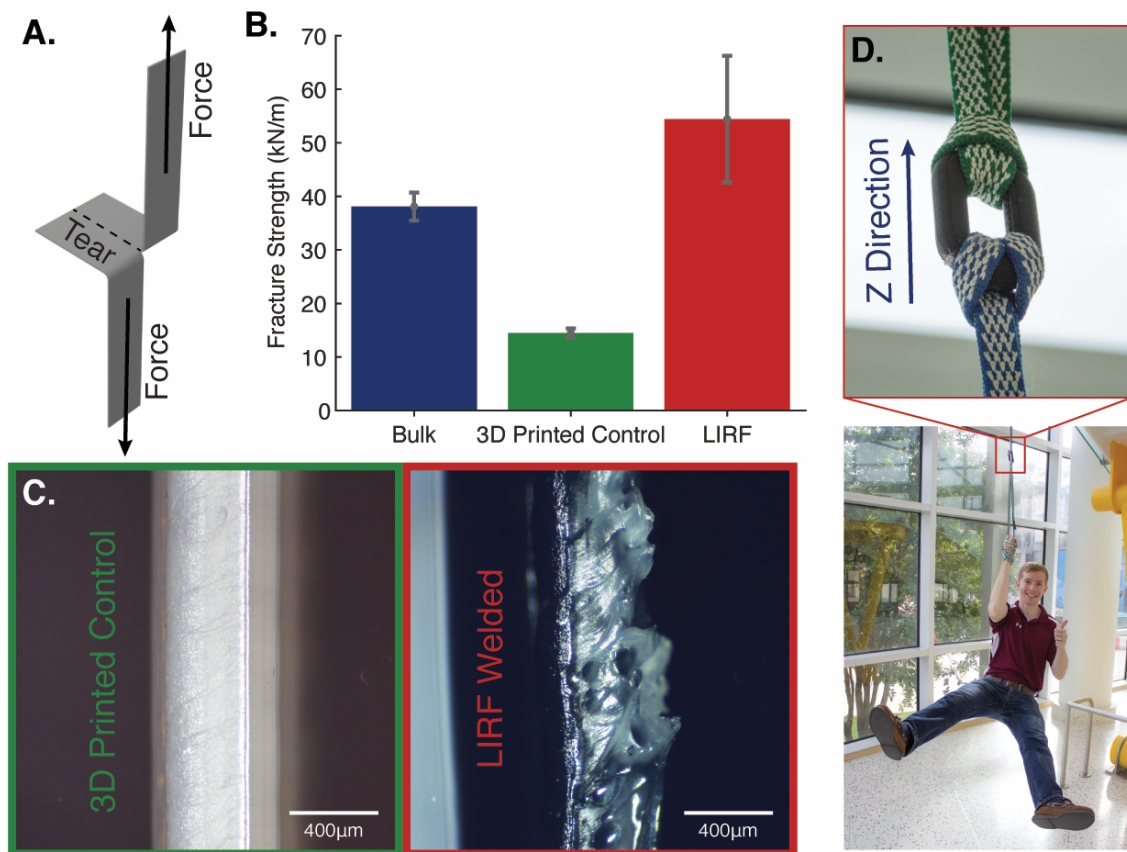 A.
Force
Tear
Force
B.
Fracture Strength (kN/m)
70
60
50
40
30
20
10
0
Bulk
3D Printed Control
LIRF
C.
3D Printed Control
400µm
LIRF Welded
400µm
D.
Z Direction